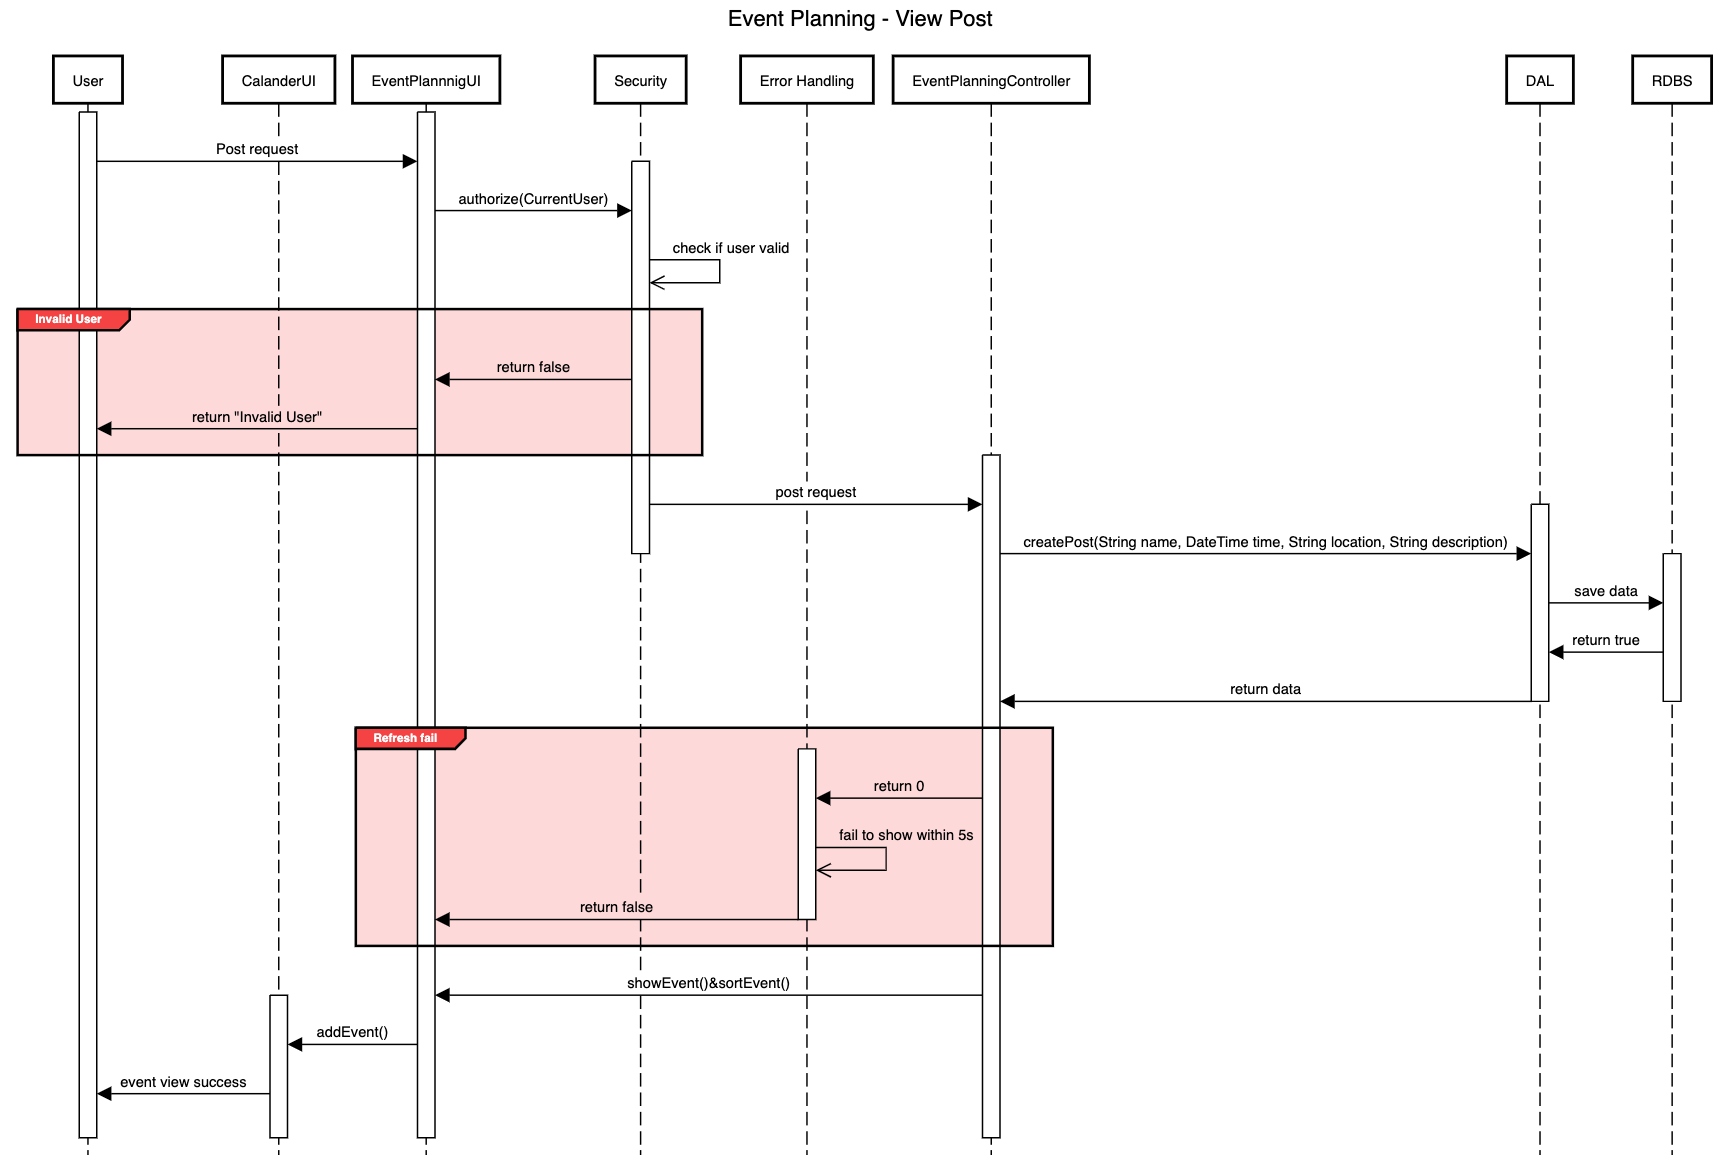 Event Planning - View Post
User
CalanderUI
EventPlannnigUI
Security
Error Handling
EventPlanningController
DAL
RDBS
Post request
authorize(CurrentUser)
check if user valid
Invalid User
return false
return "Invalid User"
post request
createPost(String name, DateTime time, String location, String description)
save data
return true
return data
Refresh fail
return 0
fail to show within 5s
return false
showEvent()&sortEvent()
addEvent()
event view success